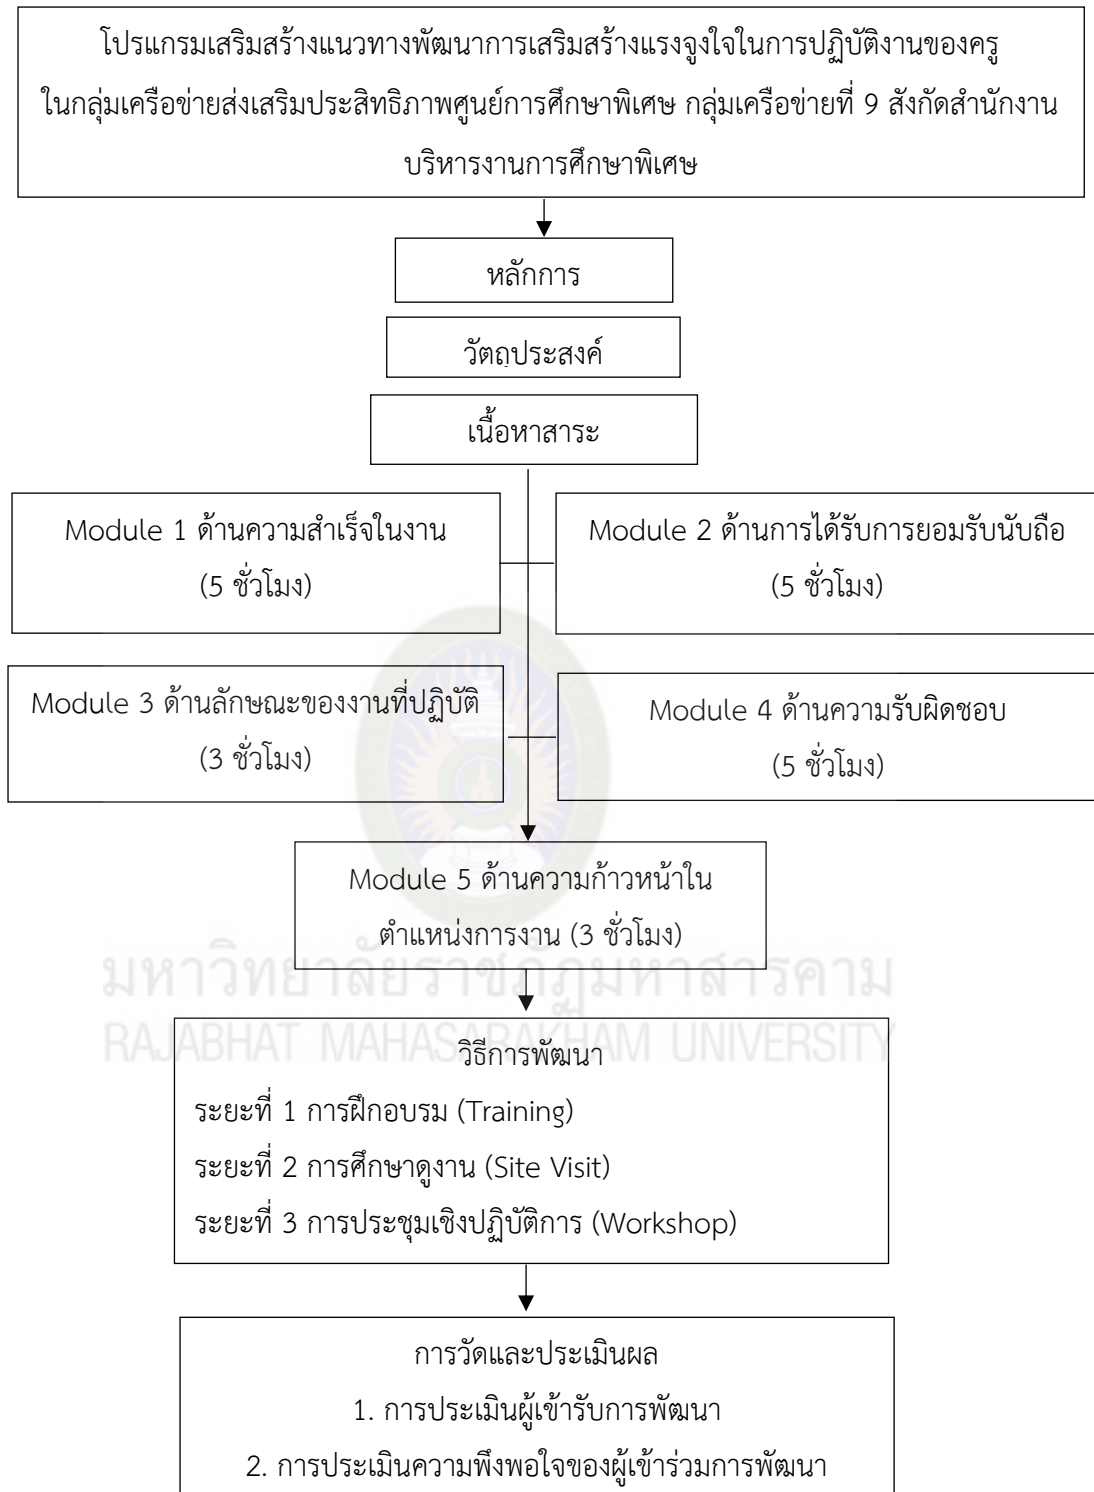 โปรแกรมเสริมสร้างแนวทางพัฒนาการเสริมสร้างแรงจูงใจในการปฏิบัติงานของครู
ในกลุ่มเครือข่ายส่งเสริมประสิทธิภาพศูนย์การศึกษาพิเศษ กลุ่มเครือข่ายที่ 9 สังกัดสำนักงาน
บริหารงานการศึกษาพิเศษ
หลักการ
วัตถุประสงค์
เนื้อหาสาระ
Module 1 ด้านความสำเร็จในงาน
(5 ชั่วโมง)
Module 2 ด้านการได้รับการยอมรับนับถือ
(5 ชั่วโมง)
Module 3 ด้านลักษณะของงานที่ปฏิบัติ
(3 ชั่วโมง)
Module 4 ด้านความรับผิดชอบ
(5 ชั่วโมง)
Module 5 ด้านความก้าวหน้าใน
ตำแหน่งการงาน (3 ชั่วโมง)
มหาวิทยาลัยราชภัฏมหาสารคาม
RAJABHAT MAHASARAKHAM UNIVERSITY
วิธีการพัฒนา
ระยะที่ 1 การฝึกอบรม (Training)
ระยะที่ 2 การศึกษาดูงาน (Site Visit)
ระยะที่ 3 การประชุมเชิงปฏิบัติการ (Workshop)
การวัดและประเมินผล
1. การประเมินผู้เข้ารับการพัฒนา
2. การประเมินความพึงพอใจของผู้เข้าร่วมการพัฒนา